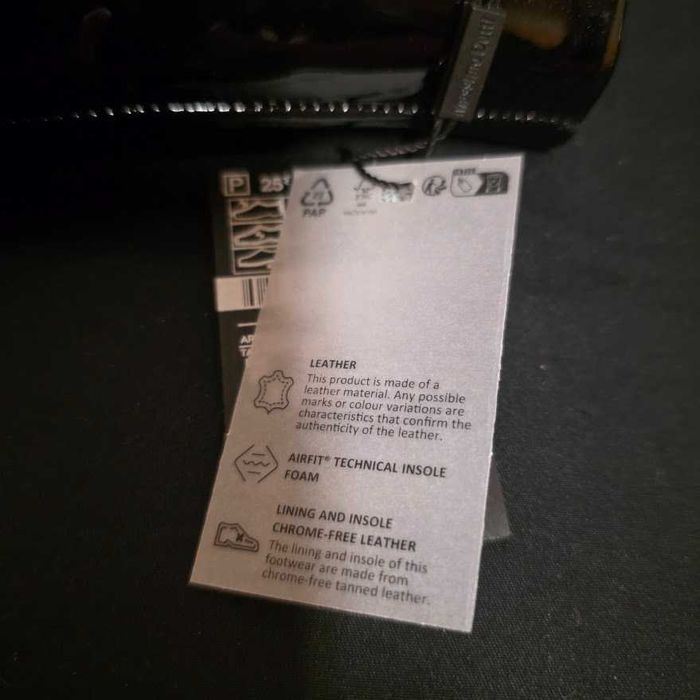 P 25
PAP
LEATHER
This product is made of a
leather material. Any possible
marks or colour variations are
characteristics that confirm the
authenticity of the leather.
AIRFIT® TECHNICAL INSOLE
FOAM
LINING AND INSOLE
CHROME-FREE LEATHER
The lining and insole of this
footwear are made from
chrome-free tanned leather.